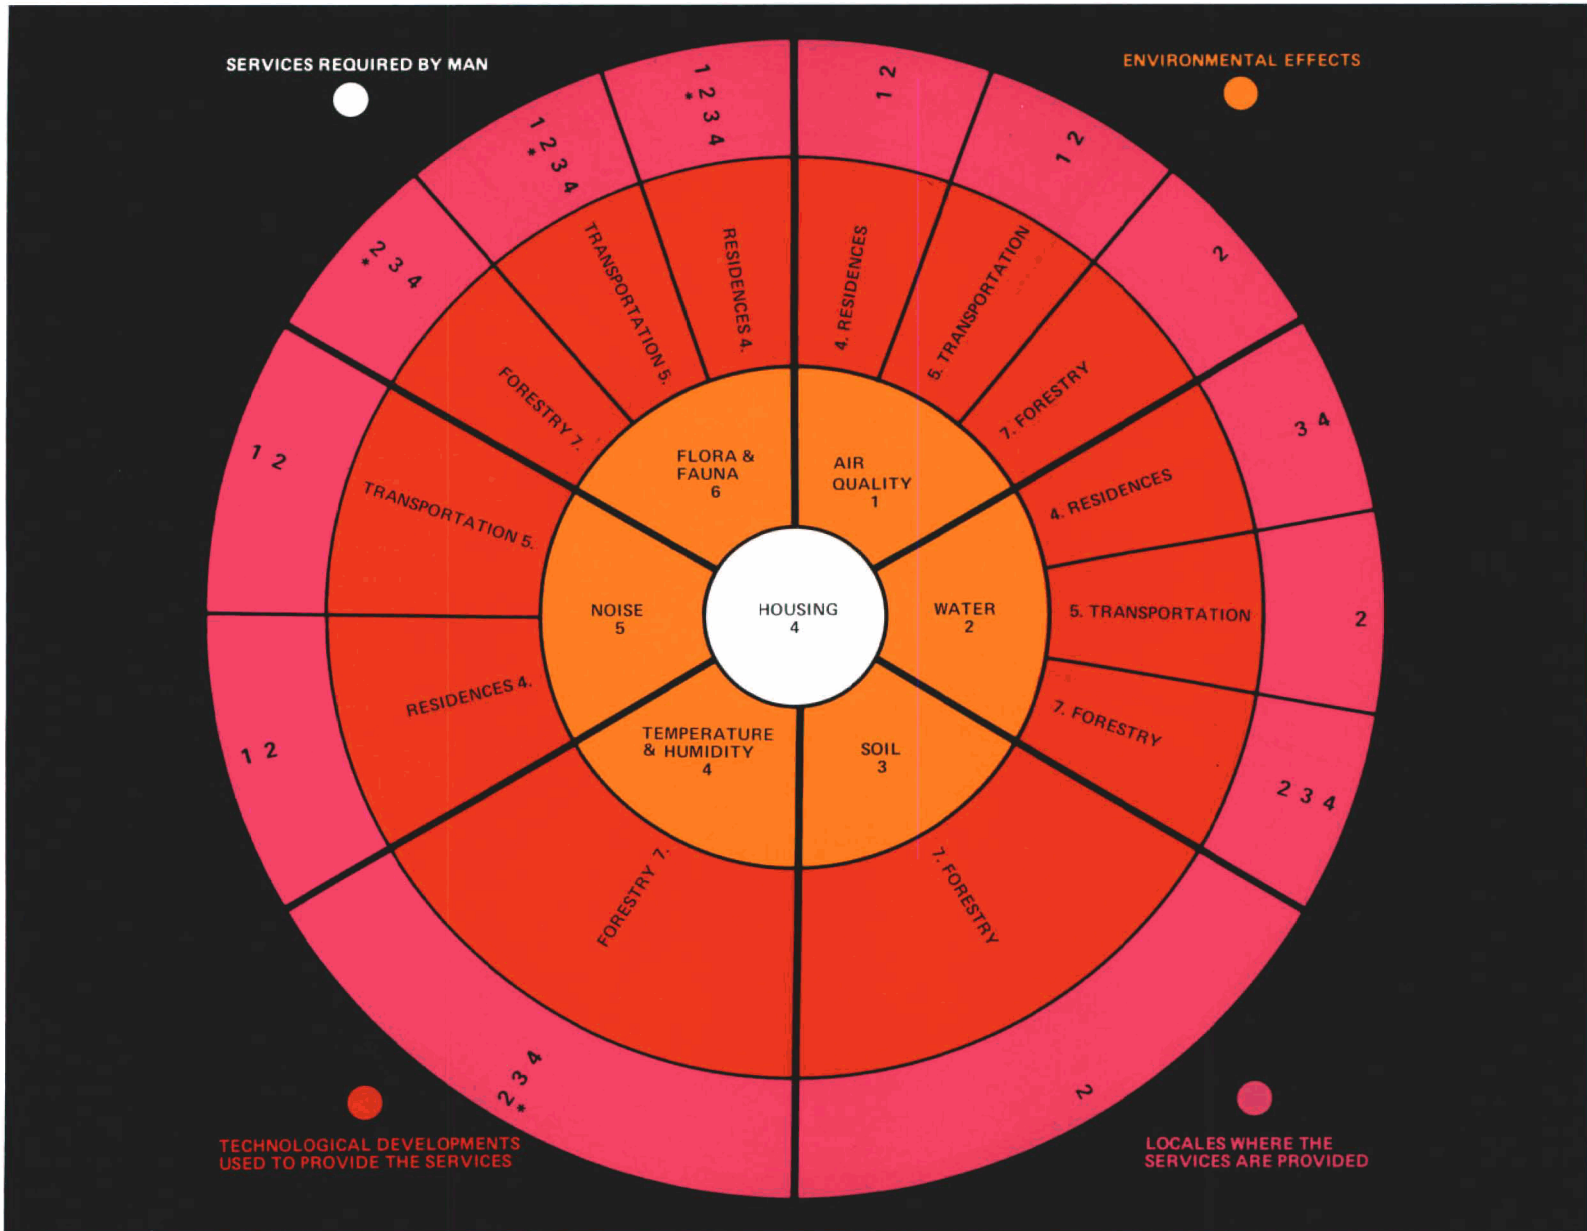 SERVICES REQUIRED BY MAN
ENVIRONMENTAL EFFECTS
HOUSING
4
AIR
QUALITY
1
4. RESIDENCES
1 2
5. TRANSPORTATION
1 2
7. FORESTRY
2
WATER
2
4. RESIDENCES
3 4
5. TRANSPORTATION
2
7. FORESTRY
2 3 4
SOIL
3
7. FORESTRY
2
TEMPERATURE
& HUMIDITY
4
FORESTRY 7.
2 3 4
*
NOISE
5
RESIDENCES 4.
1 2
TRANSPORTATION 5.
1 2
FLORA &
FAUNA
6
FORESTRY 7.
2 3 4
*
TRANSPORTATION 5.
1 2 3 4
*
RESIDENCES 4.
1 2 3 4
*
TECHNOLOGICAL DEVELOPMENTS
USED TO PROVIDE THE SERVICES
LOCALES WHERE THE
SERVICES ARE PROVIDED